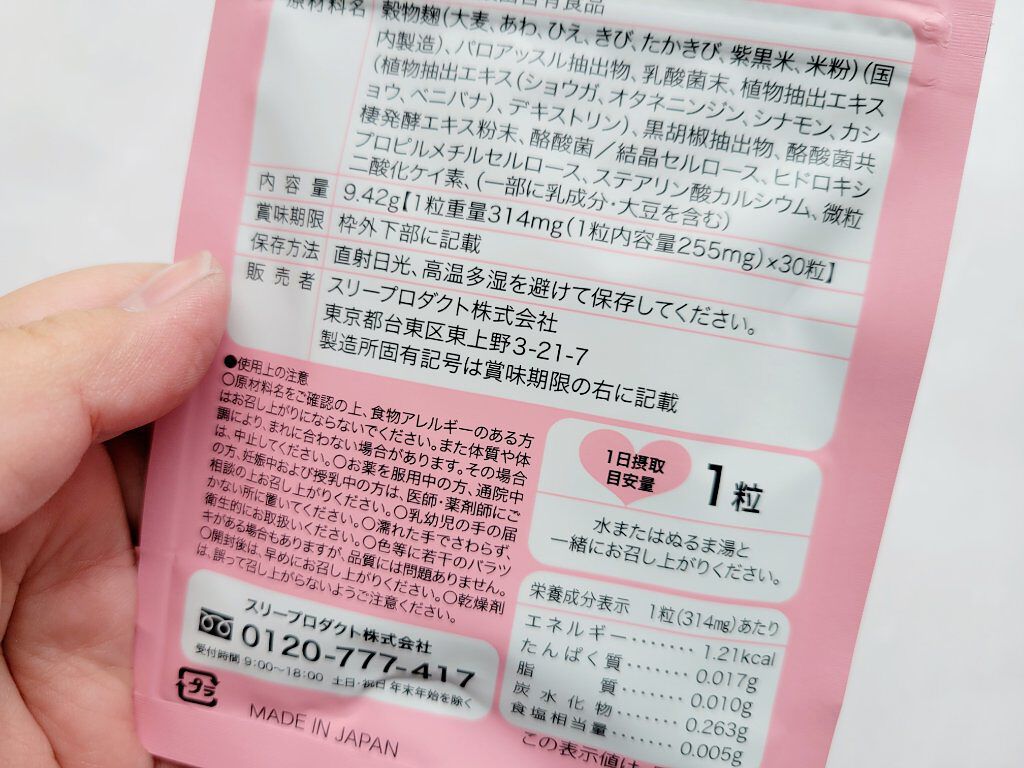 含有食品
原材料名 穀物麹(大麦、あわ、ひえ、きび、たかきび、紫黒米、米粉)(国
内製造)、バロアッスル抽出物、乳酸菌末、植物抽出エキス
(植物抽出エキス(ショウガ、オタネニンジン、シナモン、カシ
ョウ、ベニバナ)、デキストリン)、黒胡椒抽出物、酪酸菌共
棲発酵エキス粉末、酪酸菌/結晶セルロース、ヒドロキシ
プロピルメチルセルロース、ステアリン酸カルシウム、微粒
二酸化ケイ素、(一部に乳成分・大豆を含む)
内容量 9.42g【1粒重量314mg(1粒内容量255mg)×30粒】
賞味期限 枠外下部に記載
保存方法 直射日光、高温多湿を避けて保存してください。
販売者 スリープロダクト株式会社
東京都台東区東上野3-21-7
製造所固有記号は賞味期限の右に記載
●使用上の注意
○原材料名をご確認の上、食物アレルギーのある方
はお召し上がりにならないでください。また体質や体
調により、まれに合わない場合があります。その場合
は、中止してください。○お薬を服用中の方、通院中
の方、妊娠中および授乳中の方は、医師・薬剤師にご
相談の上お召し上がりください。○乳幼児の手の届
かない所に置いてください。○濡れた手でさわらず、
衛生的にお取扱いください。○色等に若干のバラツ
キがある場合もありますが、品質には問題ありません。
○開封後は、早めにお召し上がりください。○乾燥剤
は、誤って召し上がらないようご注意ください。
1日摂取
目安量
1粒
水またはぬるま湯と
一緒にお召し上がりください。
栄養成分表示 1粒(314mg)あたり
エネルギー……… 1.21kcal
たんぱく質……… 0.017g
脂質……… 0.010g
炭水化物……… 0.263g
食塩相当量……… 0.005g
この表示値は、
スリープロダクト株式会社
0120-777-417
受付時間 9:00～18:00 土日・祝日 年末年始を除く
プラ
MADE IN JAPAN